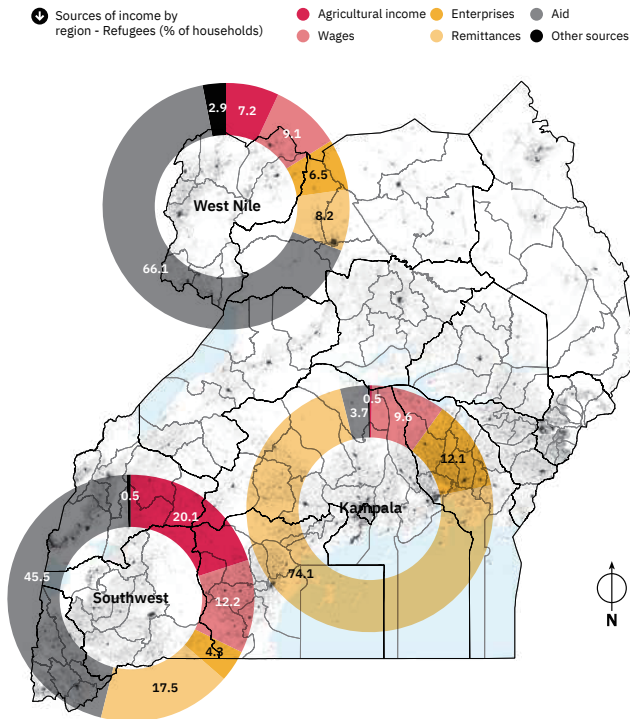 Sources of income by
region - Refugees (% of households)
Agricultural income
Enterprises
Aid
Wages
Remittances
Other sources
2.9
7.2
9.1
6.5
8.2
66.1
West Nile
0.5
3.7
9.6
12.1
Kampala
74.1
0.5
20.1
45.5
12.2
Southwest
4.3
17.5
N